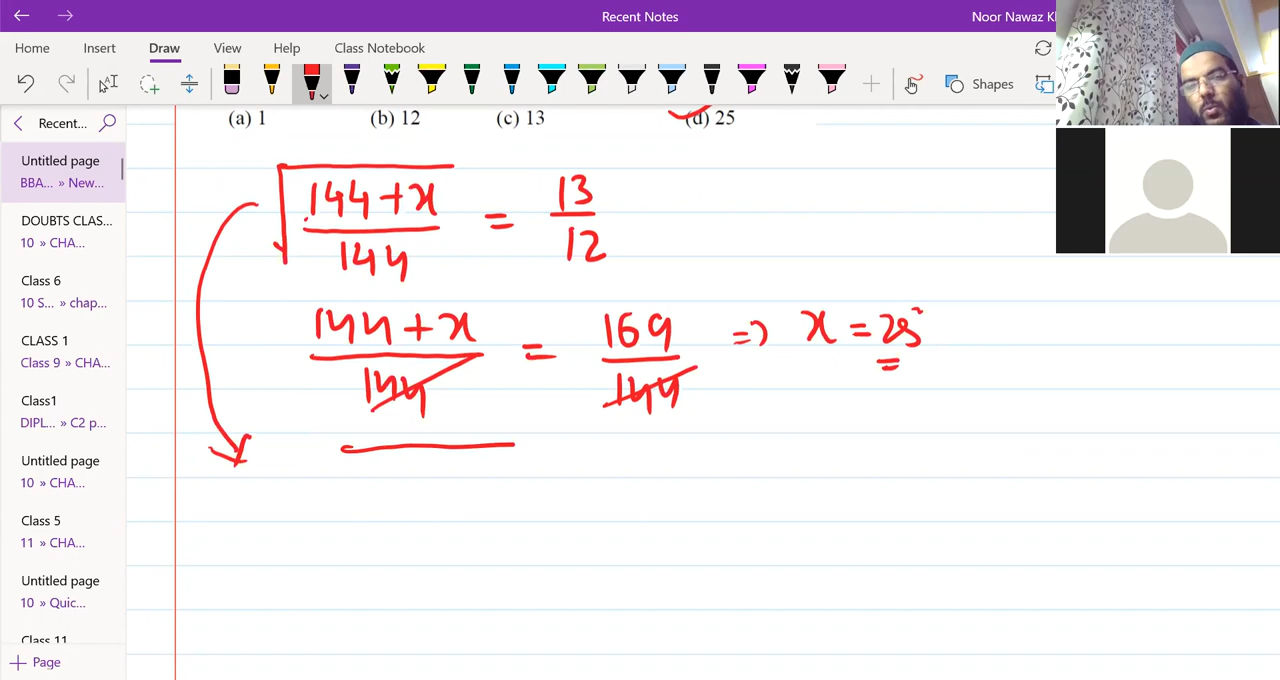 Recent Notes
Noor Nawaz Kh
Home Insert Draw View Help Class Notebook
Shapes
Recent...
Untitled page
BBA... » New...
DOUBTS CLAS...
10 » CHA...
Class 6
10 S... » chap...
CLASS 1
Class 9 » CHA...
Class1
DIPL... » C2 p...
Untitled page
10 » CHA...
Class 5
11 » CHA...
Untitled page
10 » Quic...
Class 11
+ Page
(a) 1 (b) 12 (c) 13 (d) 25
√(144+x)/144 = 13/12
144+x/144 = 169/144 => x = 25